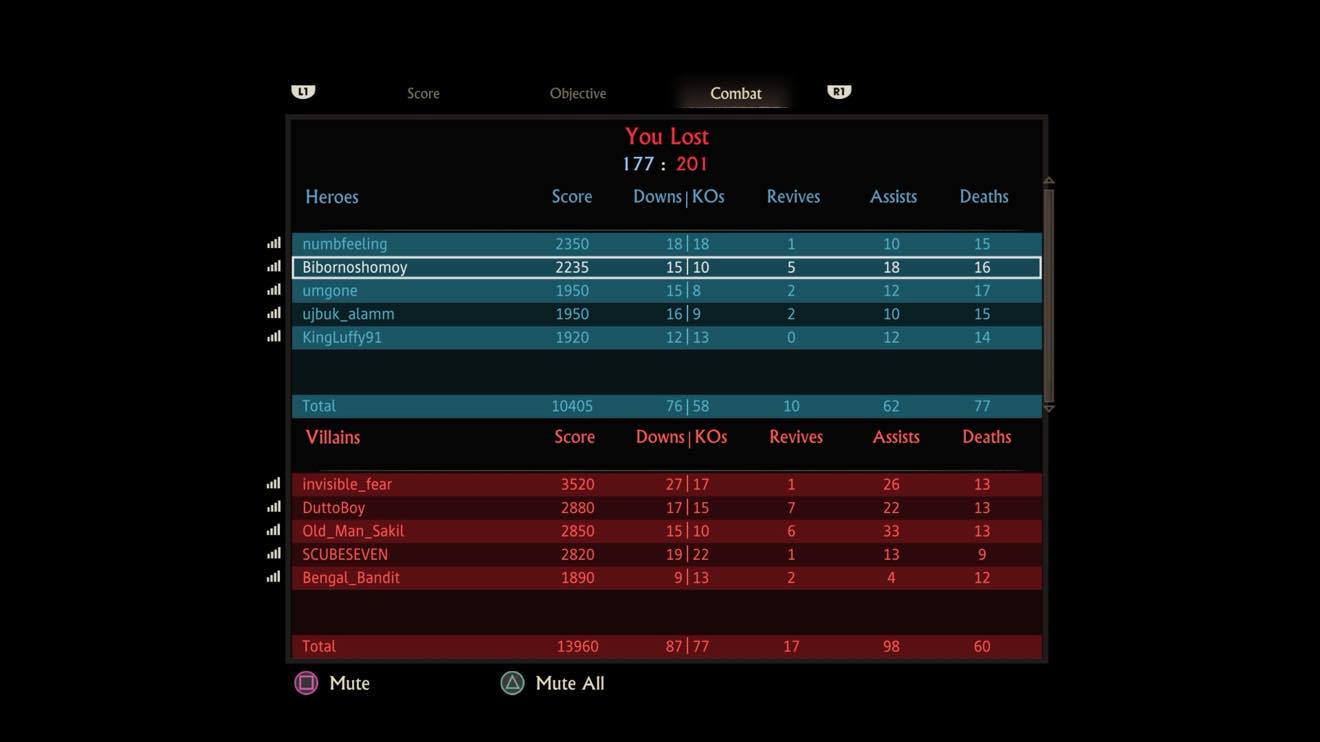 L1 Score Objective Combat R1
You Lost
177 : 201
Heroes Score Downs|KOs Revives Assists Deaths
numbfeeling 2350 18|18 1 10 15
Bibornoshomoy 2235 15|10 5 18 16
umgone 1950 15|8 2 12 17
ujbuk_alamm 1950 16|9 2 10 15
KingLuffy91 1920 12|13 0 12 14
Total 10405 76|58 10 62 77
Villains Score Downs|KOs Revives Assists Deaths
invisible_fear 3520 27|17 1 26 13
DuttoBoy 2880 17|15 7 22 13
Old_Man_Sakil 2850 15|10 6 33 13
SCUBESEVEN 2820 19|22 1 13 9
Bengal_Bandit 1890 9|13 2 4 12
Total 13960 87|77 17 98 60
Mute Mute All